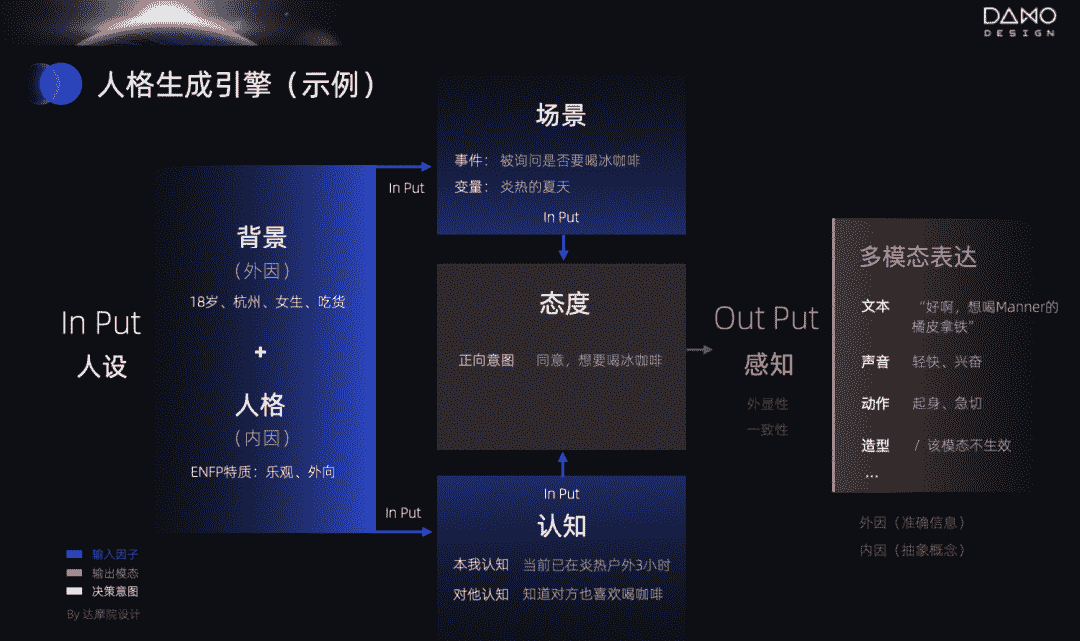 DAMO
DESIGN
人格生成引擎（示例）
In Put
人设
背景
（外因）
18岁、杭州、女生、吃货
+
人格
（内因）
ENFP特质：乐观、外向
In Put
In Put
场景
事件： 被询问是否要喝冰咖啡
变量： 炎热的夏天
In Put
态度
正向意图 同意，想要喝冰咖啡
In Put
认知
本我认知 当前已在炎热户外3小时
对他认知 知道对方也喜欢喝咖啡
Out Put
感知
外显性
一致性
多模态表达
文本 “好啊，想喝Manner的
橘皮拿铁”
声音 轻快、兴奋
动作 起身、急切
造型 / 该模态不生效
...
外因（准确信息）
内因（抽象概念）
输入因子
输出模态
决策意图
By 达摩院设计